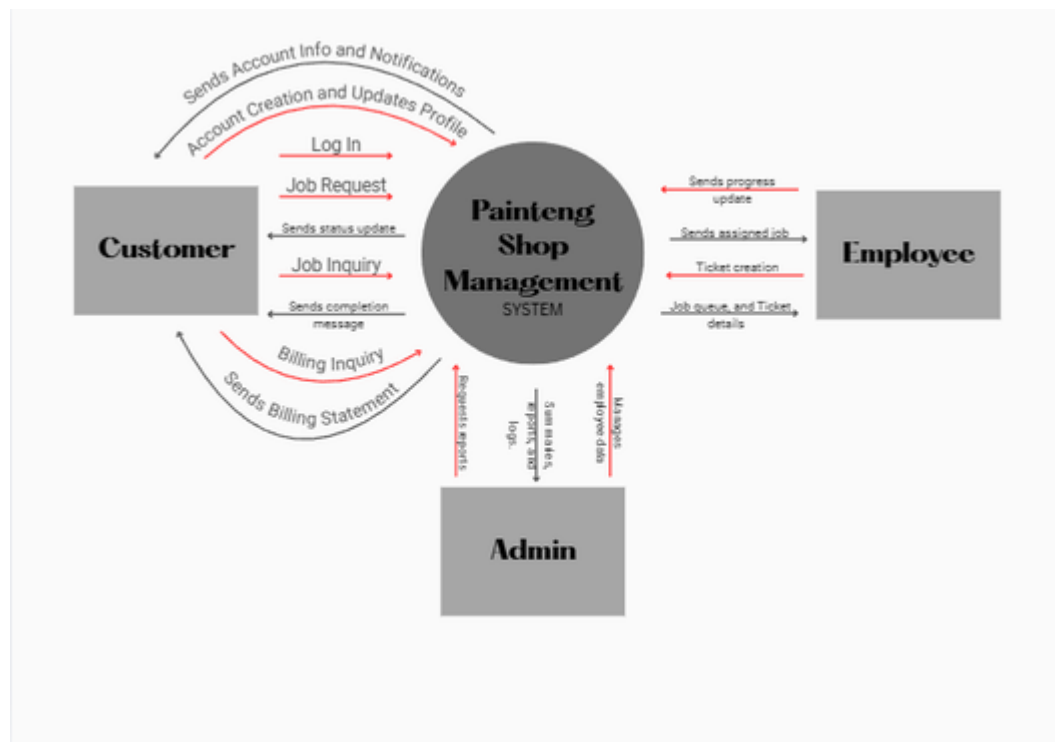 Sends Account Info and Notifications
Account Creation and Updates Profile
Log In
Job Request
Sends status update
Job Inquiry
Sends completion
message
Billing Inquiry
Sends Billing Statement
Customer
Painteng
Shop
Management
SYSTEM
Sends progress
update
Sends assigned job
Ticket creation
Job queue, and Ticket
details
Employee
Requests reports
Summaries,
reports, and
logs.
Manages
employee data
Admin